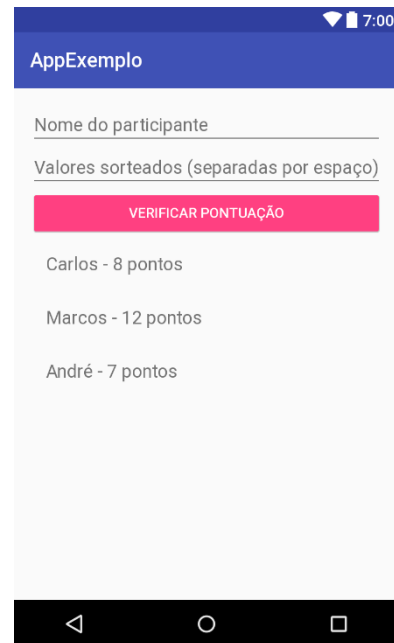 7:00
AppExemplo
Nome do participante
Valores sorteados (separadas por espaço)
VERIFICAR PONTUAÇÃO
Carlos - 8 pontos
Marcos - 12 pontos
André - 7 pontos